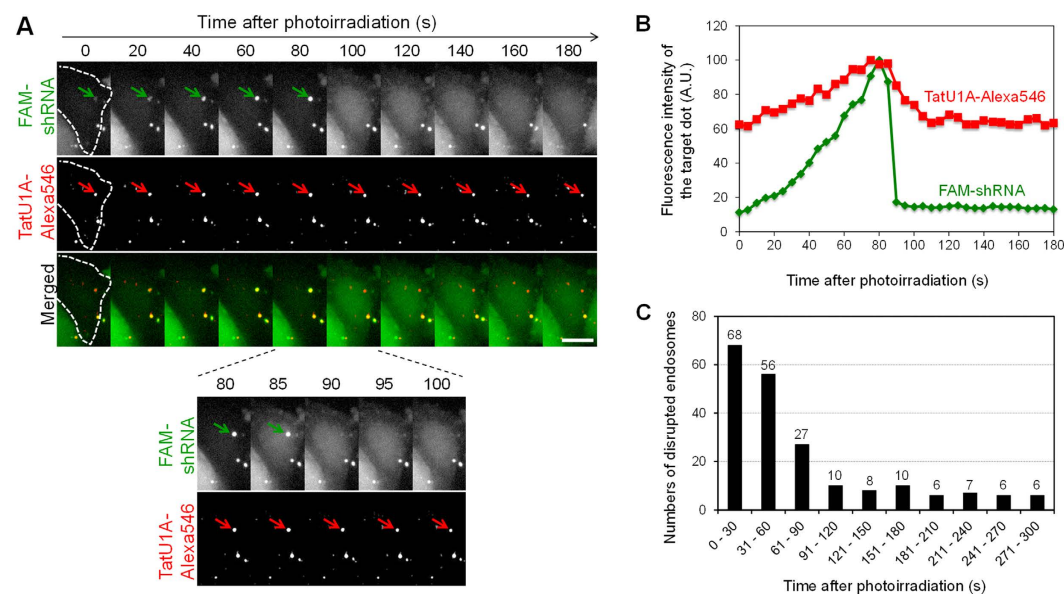 A
Time after photoirradiation (s)
0 20 40 60 80 100 120 140 160 180
FAM-
shRNA
TatU1A-
Alexa546
Merged
80 85 90 95 100
FAM-
shRNA
TatU1A-
Alexa546
B
Fluorescence intensity of
the target dot (A.U.)
120
100
80
60
40
20
0
TatU1A-Alexa546
FAM-shRNA
0 20 40 60 80 100 120 140 160 180
Time after photoirradiation (s)
C
Numbers of disrupted endosomes
80
60
40
20
0
68
56
27
10
8
10
6
7
6
6
0 - 30
31 - 60
61 - 90
91 - 120
121 - 150
151 - 180
181 - 210
211 - 240
241 - 270
271 - 300
Time after photoirradiation (s)